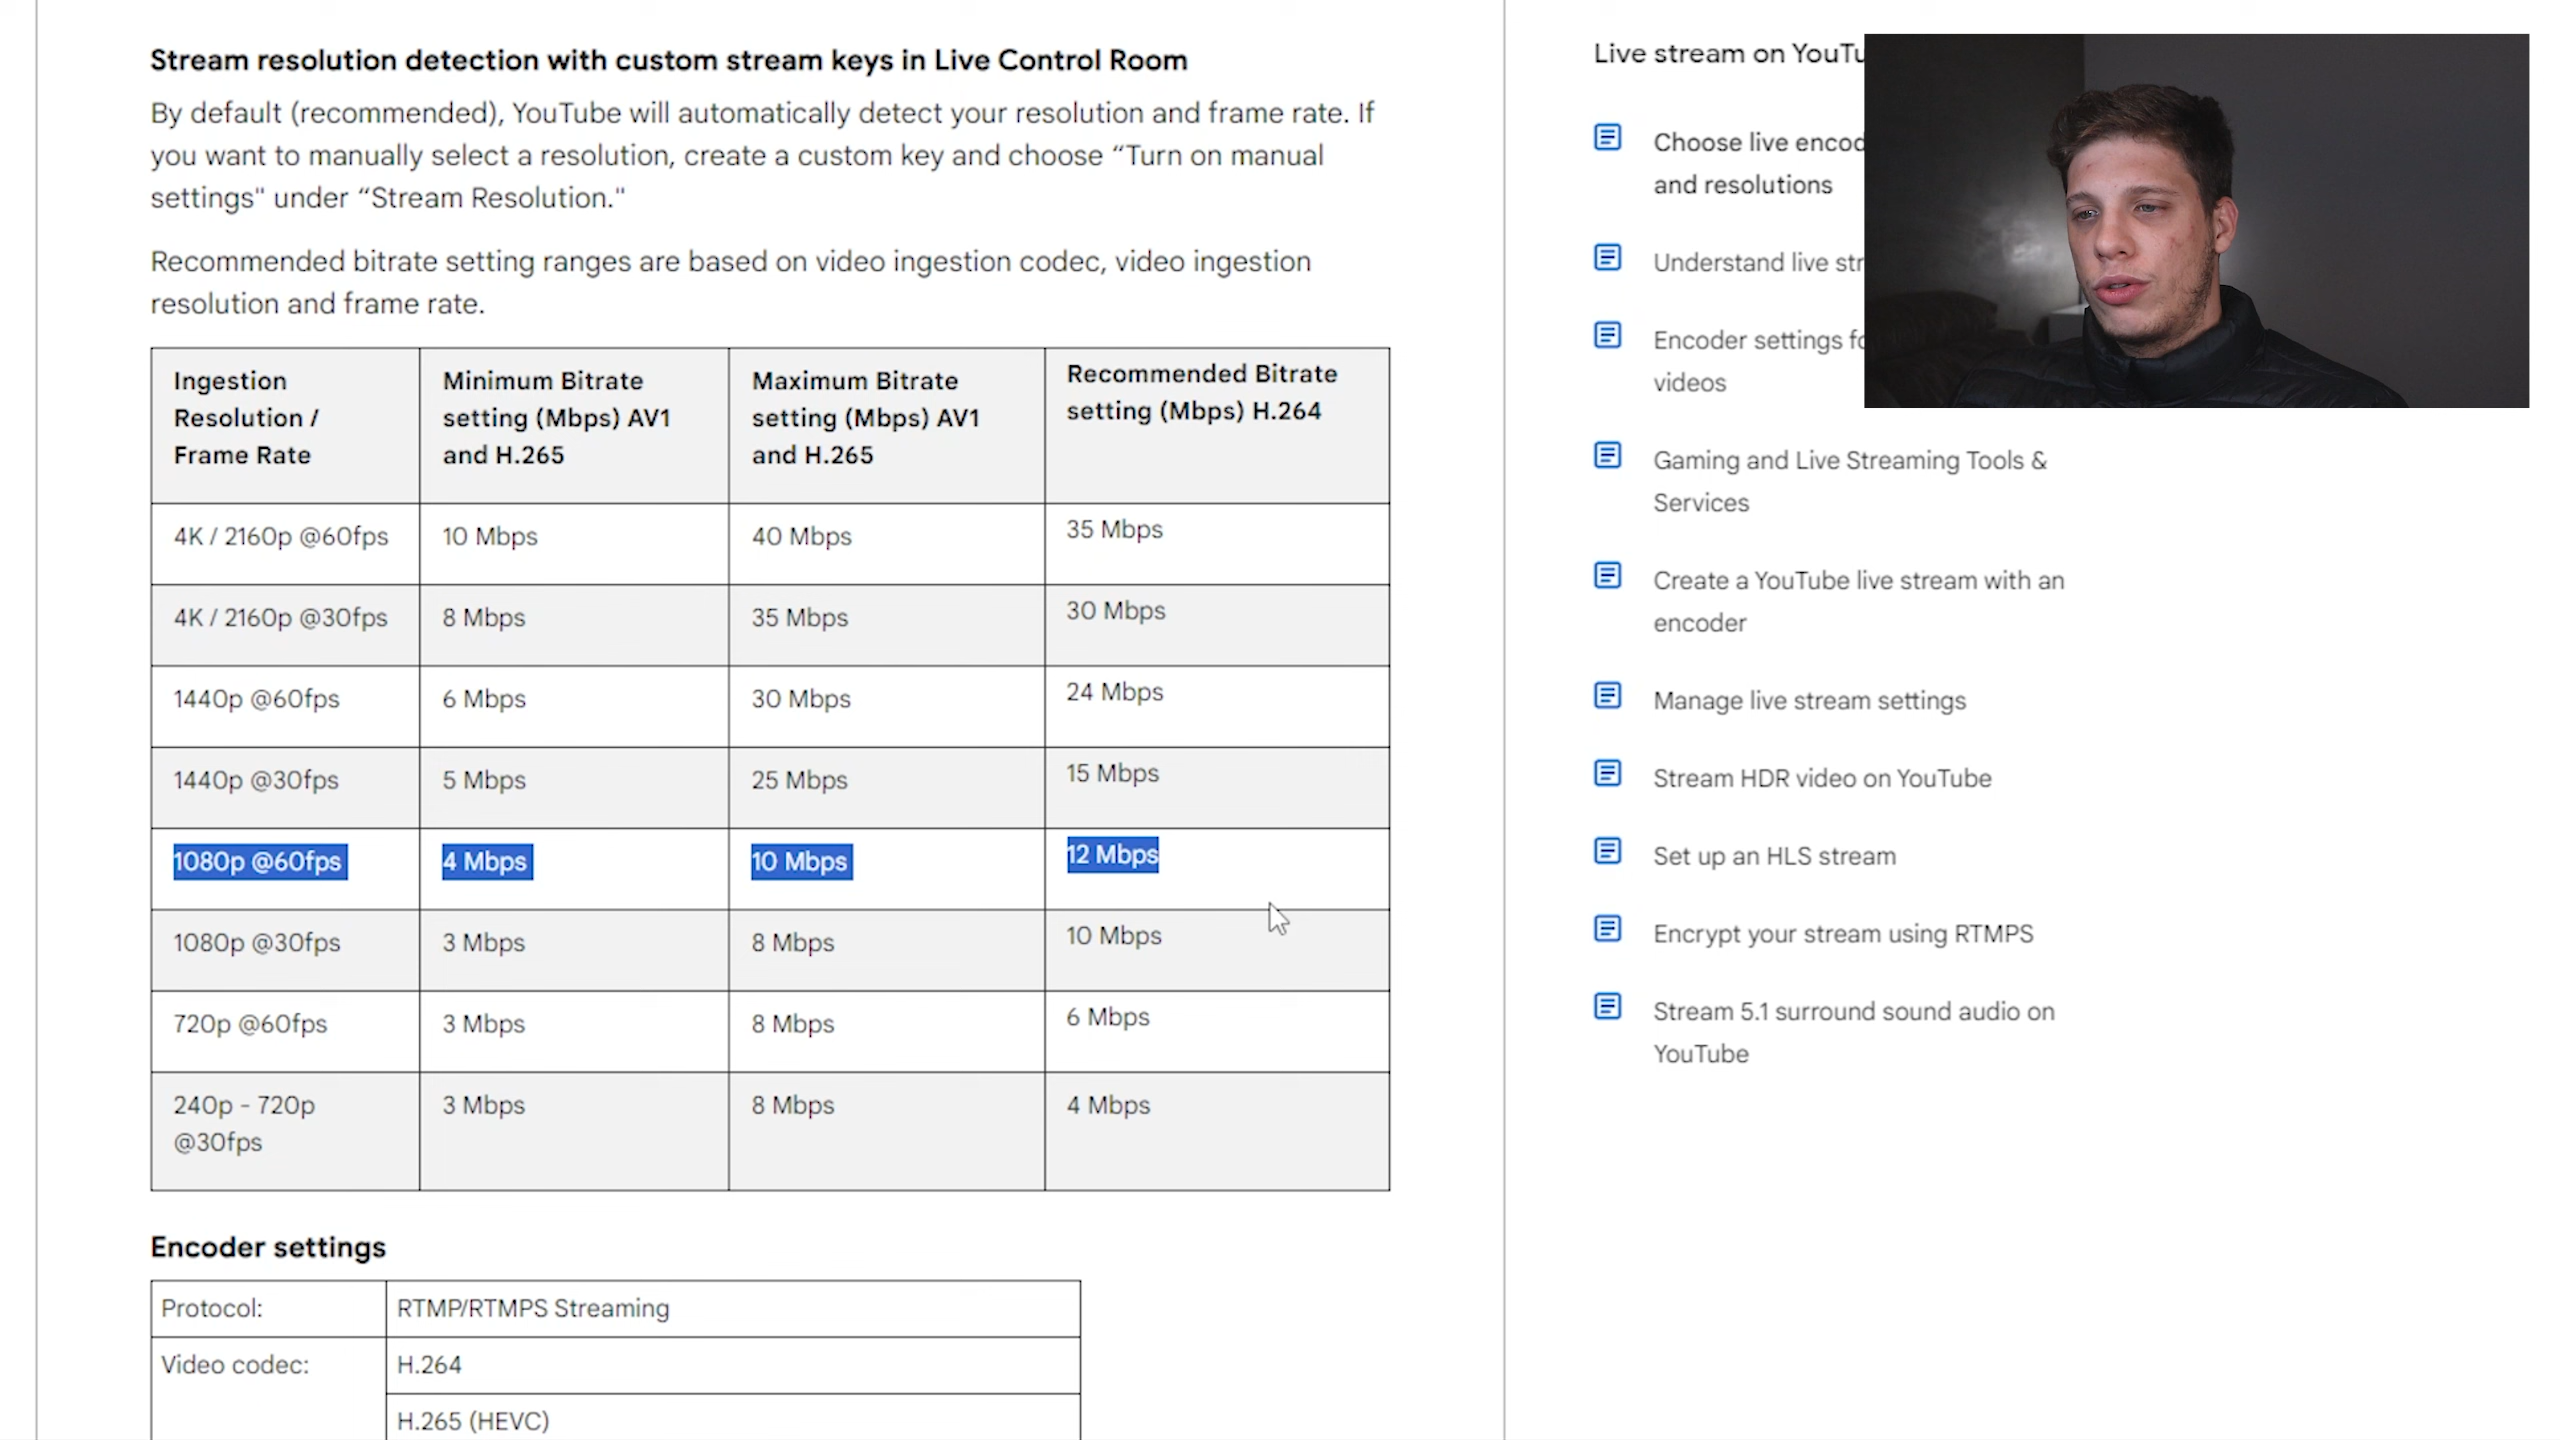 Stream resolution detection with custom stream keys in Live Control Room
By default (recommended), YouTube will automatically detect your resolution and frame rate. If
you want to manually select a resolution, create a custom key and choose “Turn on manual
settings" under “Stream Resolution."
Recommended bitrate setting ranges are based on video ingestion codec, video ingestion
resolution and frame rate.
Ingestion
Resolution /
Frame Rate
Minimum Bitrate
setting (Mbps) AV1
and H.265
Maximum Bitrate
setting (Mbps) AV1
and H.265
Recommended Bitrate
setting (Mbps) H.264
4K / 2160p @60fps 10 Mbps 40 Mbps 35 Mbps
4K / 2160p @30fps 8 Mbps 35 Mbps 30 Mbps
1440p @60fps 6 Mbps 30 Mbps 24 Mbps
1440p @30fps 5 Mbps 25 Mbps 15 Mbps
1080p @60fps 4 Mbps 10 Mbps 12 Mbps
1080p @30fps 3 Mbps 8 Mbps 10 Mbps
720p @60fps 3 Mbps 8 Mbps 6 Mbps
240p - 720p 3 Mbps 8 Mbps 4 Mbps
@30fps
Encoder settings
Protocol: RTMP/RTMPS Streaming
Video codec: H.264
H.265 (HEVC)
Live stream on YouTu
Choose live encod
and resolutions
Understand live str
Encoder settings fo
videos
Gaming and Live Streaming Tools &
Services
Create a YouTube live stream with an
encoder
Manage live stream settings
Stream HDR video on YouTube
Set up an HLS stream
Encrypt your stream using RTMPS
Stream 5.1 surround sound audio on
YouTube